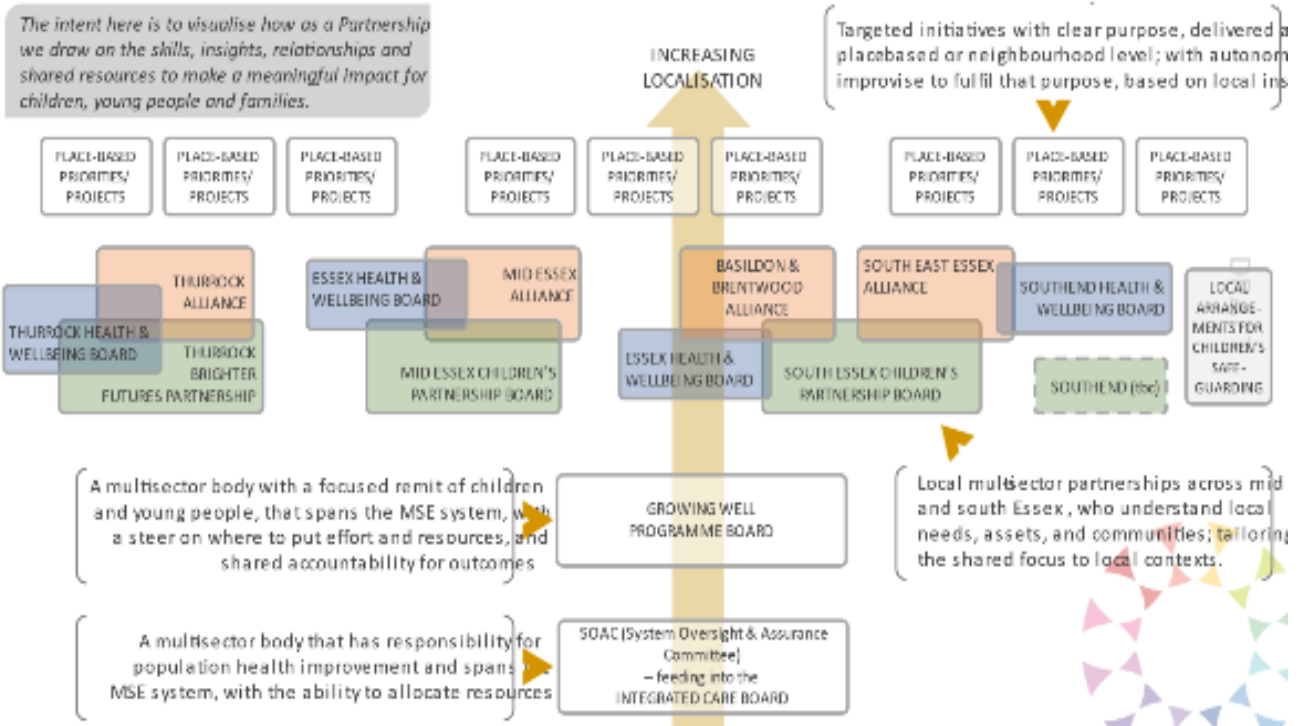 The intent here is to visualise how as a Partnership
we draw on the skills, insights, relationships and
shared resources to make a meaningful impact for
children, young people and families.
INCREASING
LOCALISATION
Targeted initiatives with clear purpose, delivered
placebased or neighbourhood level; with
improvise to fulfil that purpose, based on local
PLACE-BASED
PRIORITIES/
PROJECTS
PLACE-BASED
PRIORITIES/
PROJECTS
PLACE-BASED
PRIORITIES/
PROJECTS
PLACE-BASED
PRIORITIES/
PROJECTS
PLACE-BASED
PRIORITIES/
PROJECTS
PLACE-BASED
PRIORITIES/
PROJECTS
PLACE-BASED
PRIORITIES/
PROJECTS
PLACE-BASED
PRIORITIES/
PROJECTS
PLACE-BASED
PRIORITIES/
PROJECTS
THURROCK
ALLIANCE
THURROCK HEALTH &
WELLBEING BOARD
THURROCK
BRIGHTER
FUTURES PARTNERSHIP
ESSEX HEALTH &
WELLBEING BOARD
MID ESSEX
ALLIANCE
MID ESSEX CHILDREN'S
PARTNERSHIP BOARD
BASILDON &
BRENTWOOD
ALLIANCE
ESSEX HEALTH &
WELLBEING BOARD
SOUTH EAST ESSEX
ALLIANCE
SOUTH ESSEX CHILDREN'S
PARTNERSHIP BOARD
SOUTHEND HEALTH &
WELLBEING BOARD
SOUTHEND (tbc)
LOCAL
ARRANGE-
MENTS FOR
CHILDREN'S
SAFE-
GUARDING
A multisector body with a focused remit of children
and young people, that spans the MSE system, with
a steer on where to put effort and resources, and
shared accountability for outcomes
GROWING WELL
PROGRAMME BOARD
Local multisector partnerships across mid
and south Essex, who understand local
needs, assets, and communities; tailoring
the shared focus to local contexts.
A multisector body that has responsibility for
population health improvement and spans
MSE system, with the ability to allocate resources
SOAC (System Oversight & Assurance
Committee)
– feeding into the
INTEGRATED CARE BOARD